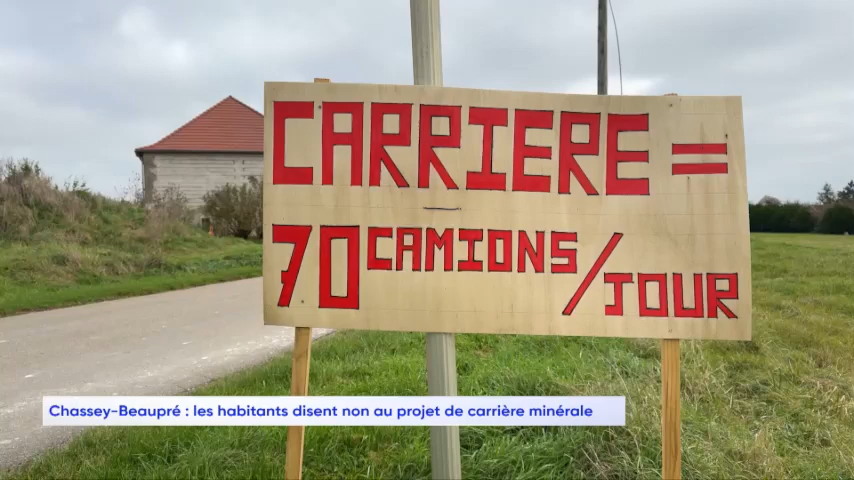 CARRIERE =
70 CAMIONS / JOUR
Chassey-Beaupré : les habitants disent non au projet de carrière minérale